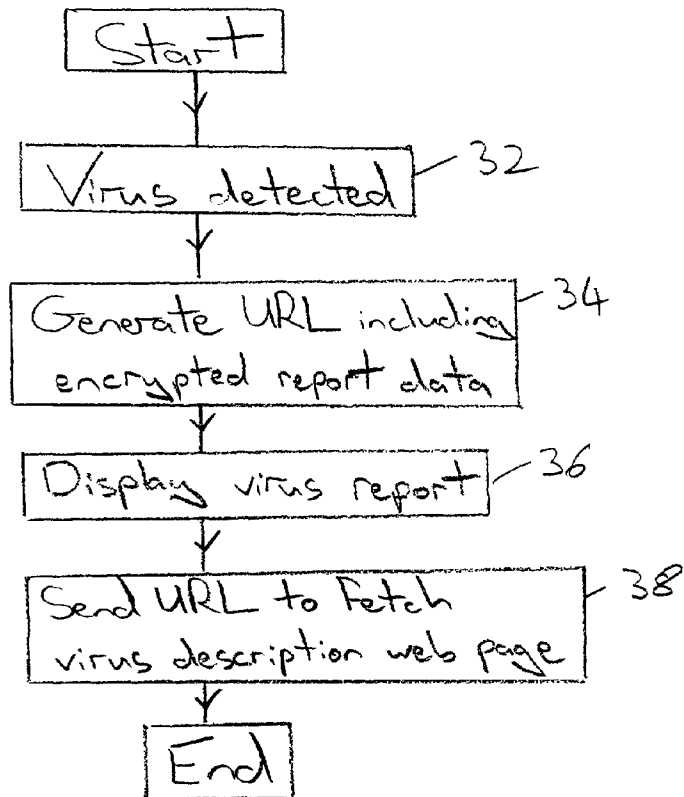 Start
Virus detected
32
Generate URL including
34
encrypted report data
Display virus report
36
Send URL to Fetch
38
virus description web page
End